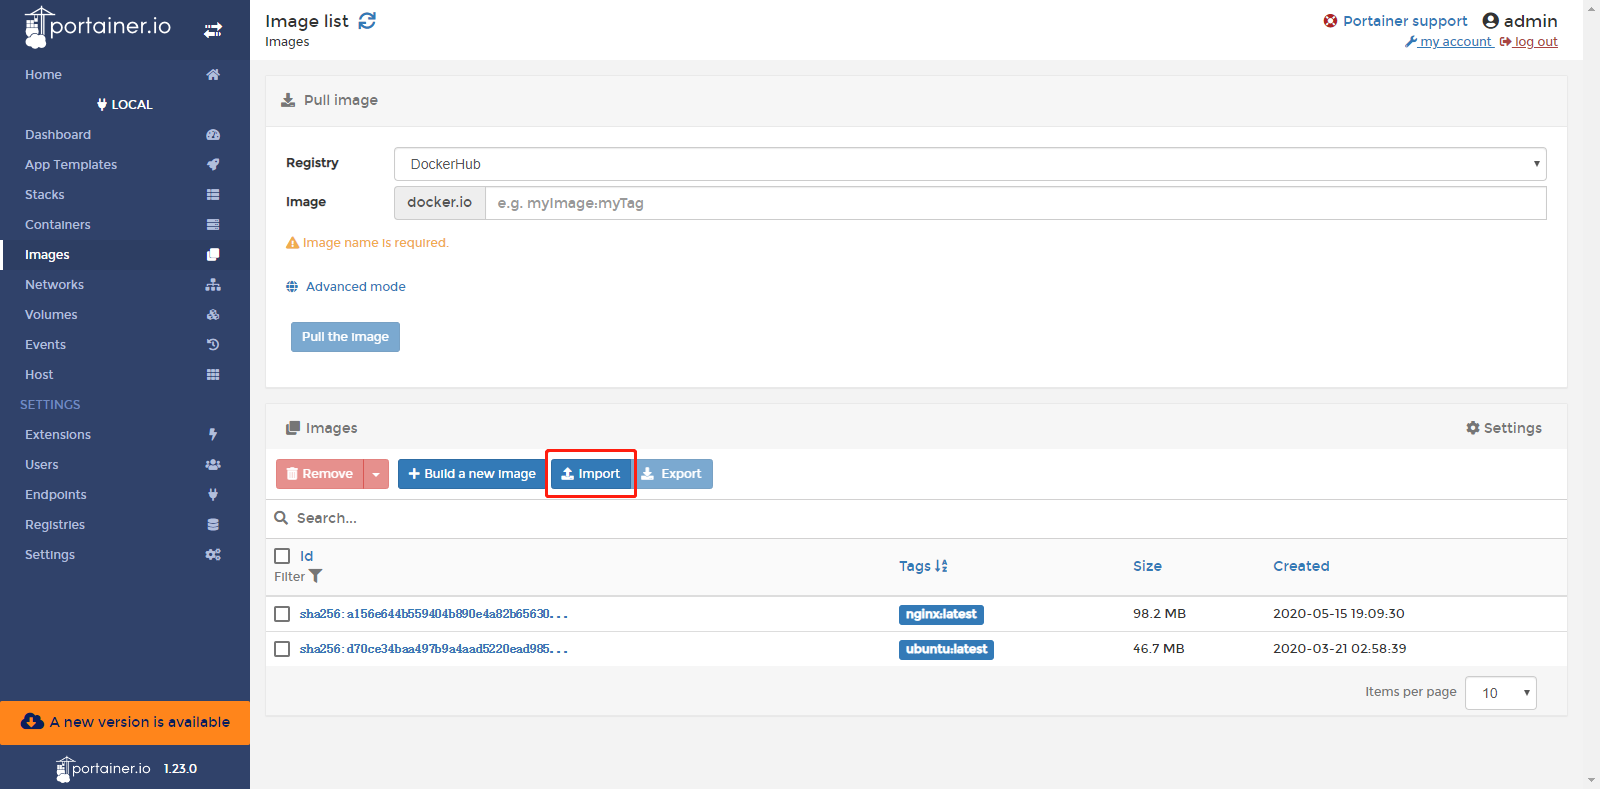 portainer.io
Home
LOCAL
Dashboard
App Templates
Stacks
Containers
Images
Networks
Volumes
Events
Host
SETTINGS
Extensions
Users
Endpoints
Registries
Settings
A new version is available
portainer.io 1.23.0
Image list
Images
Portainer support admin
my account log out
Pull image
Registry DockerHub
Image docker.io e.g. myImage:myTag
Image name is required.
Advanced mode
Pull the image
Images Settings
Remove Build a new image Import Export
Search...
Id Tags Size Created
Filter
sha256:a156e644b559404b890e4a82b65630... nginx:latest 98.2 MB 2020-05-15 19:09:30
sha256:d70ce34baa497b9a4aad5220ead985... ubuntu:latest 46.7 MB 2020-03-21 02:58:39
Items per page 10